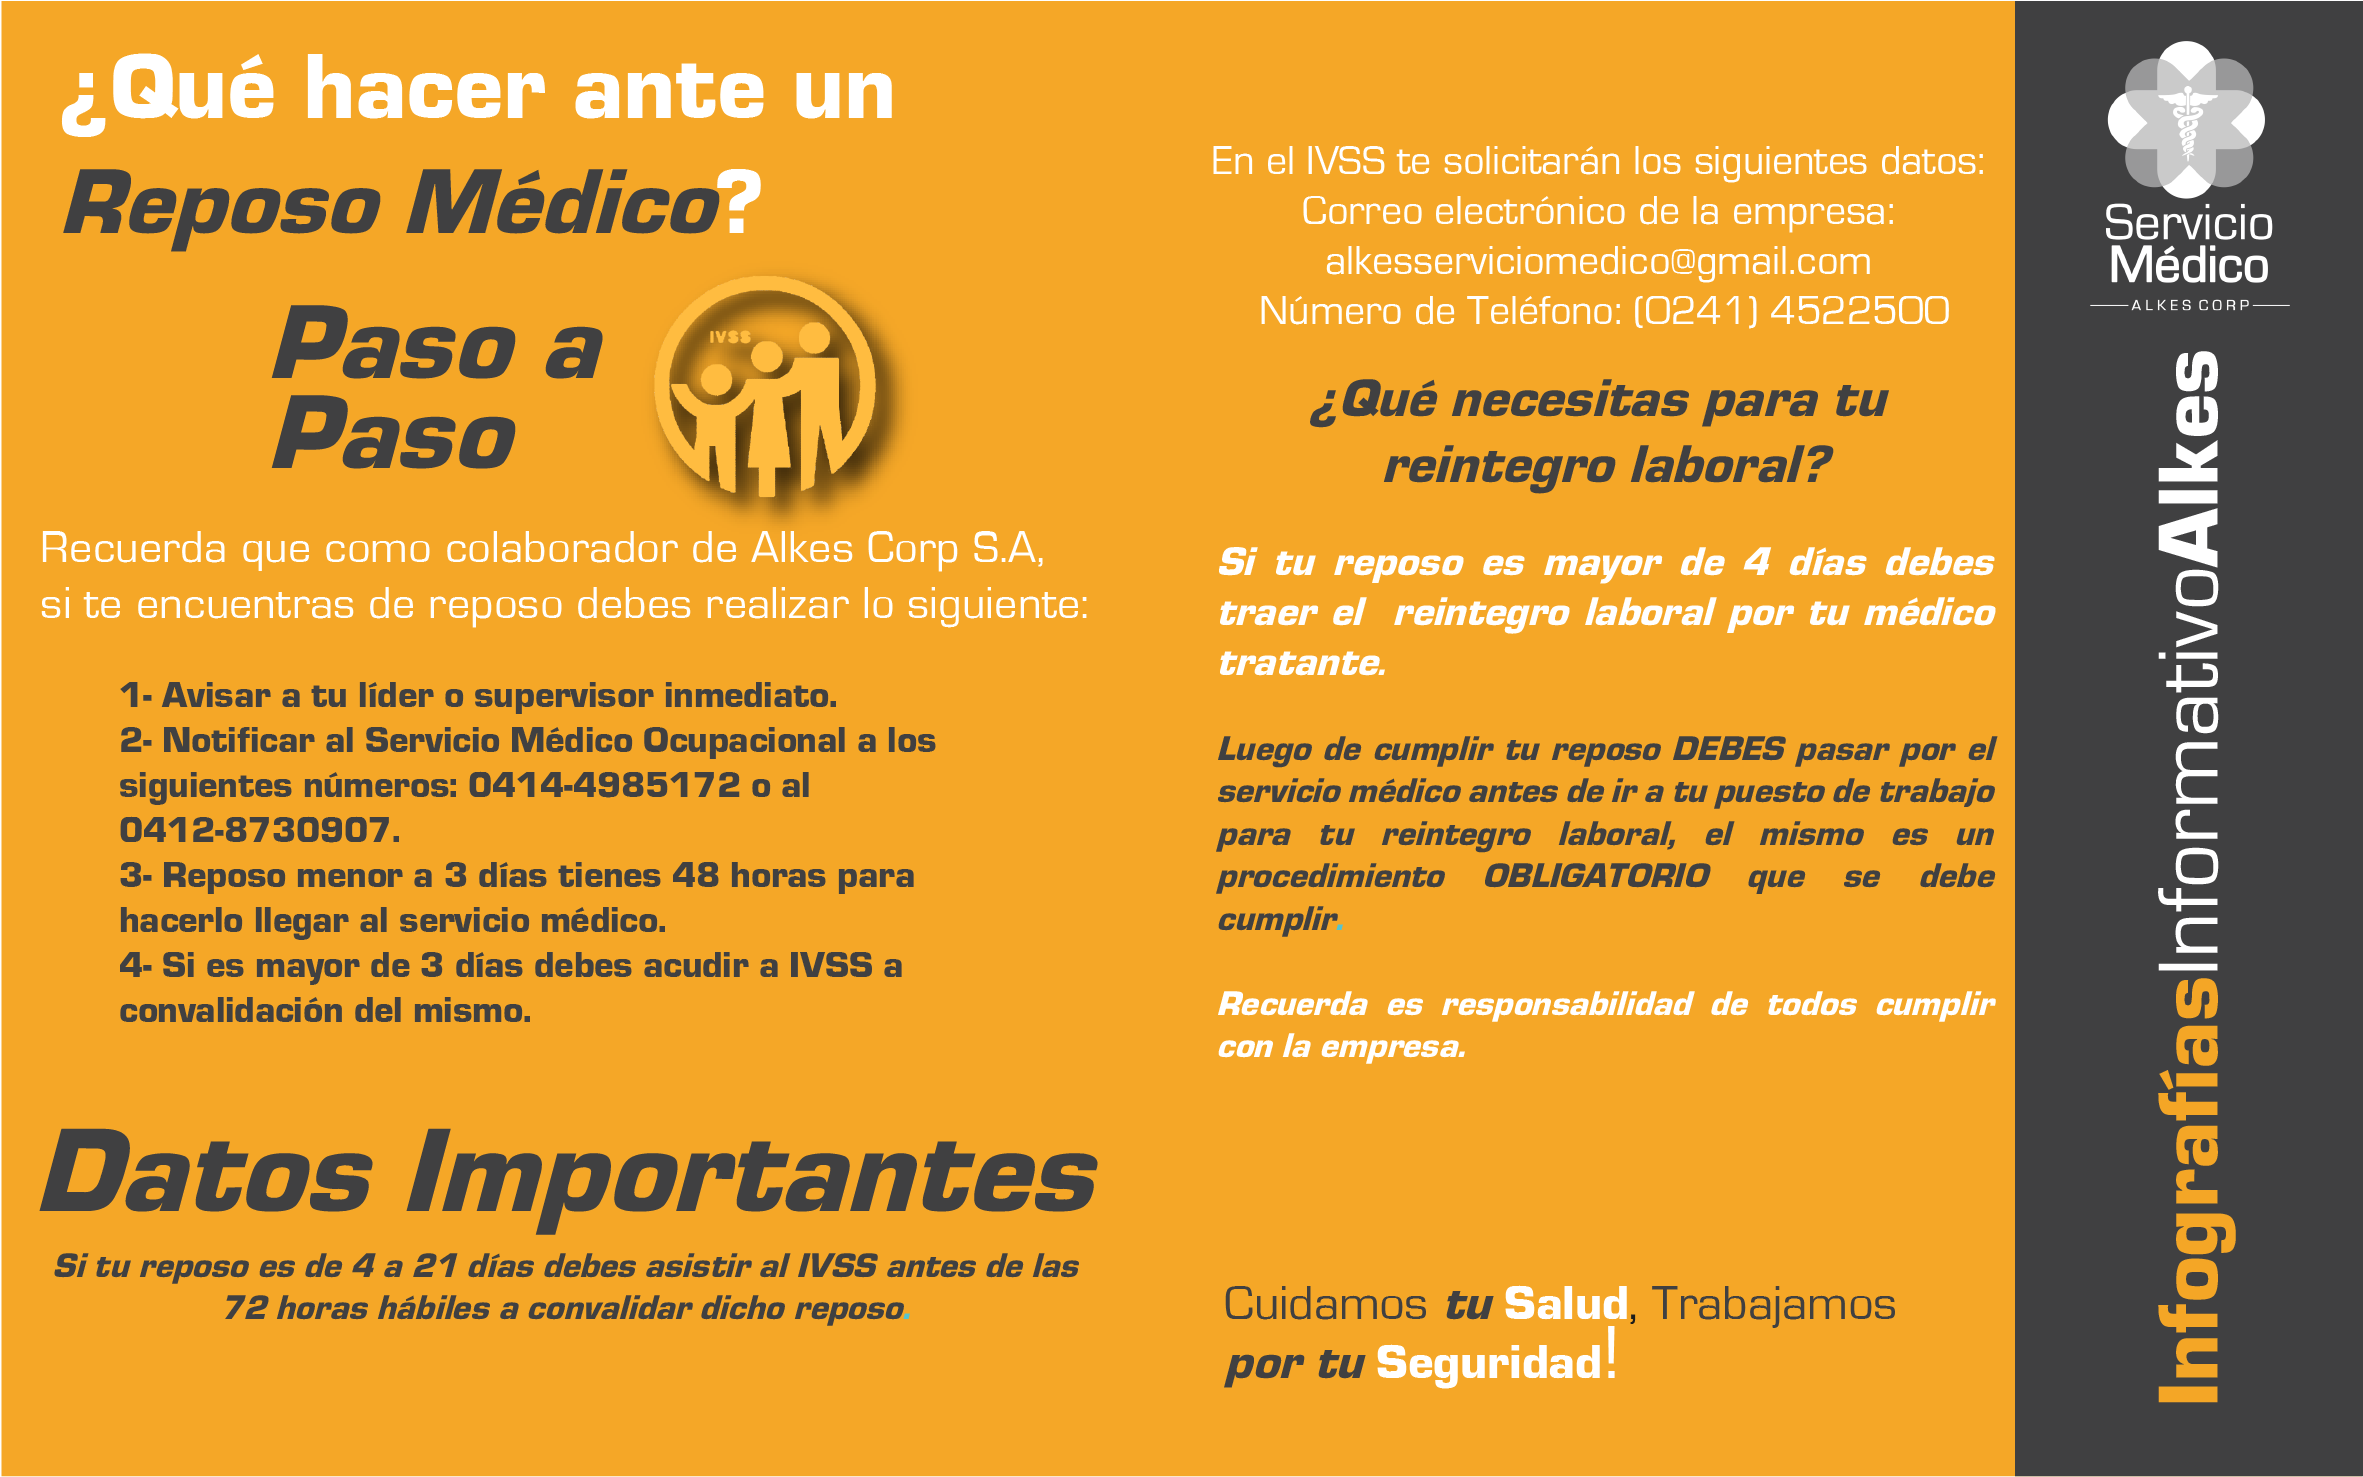 ¿Qué hacer ante un
Reposo Médico?
Paso a
Paso
IVSS
Recuerda que como colaborador de Alkes Corp S.A,
si te encuentras de reposo debes realizar lo siguiente:
1- Avisar a tu líder o supervisor inmediato.
2- Notificar al Servicio Médico Ocupacional a los
siguientes números: 0414-4985172 o al
0412-8730907.
3- Reposo menor a 3 días tienes 48 horas para
hacerlo llegar al servicio médico.
4- Si es mayor de 3 días debes acudir a IVSS a
convalidación del mismo.
Datos Importantes
Si tu reposo es de 4 a 21 días debes asistir al IVSS antes de las
72 horas hábiles a convalidar dicho reposo.
En el IVSS te solicitarán los siguientes datos:
Correo electrónico de la empresa:
alkesserviciomedico@gmail.com
Número de Teléfono: (0241) 4522500
¿Qué necesitas para tu
reintegro laboral?
Si tu reposo es mayor de 4 días debes
traer el reintegro laboral por tu médico
tratante.
Luego de cumplir tu reposo DEBES pasar por el
servicio médico antes de ir a tu puesto de trabajo
para tu reintegro laboral, el mismo es un
procedimiento OBLIGATORIO que se debe
cumplir.
Recuerda es responsabilidad de todos cumplir
con la empresa.
Cuidamos tu Salud, Trabajamos
por tu Seguridad!
Servicio
Médico
ALKES CORP
InfografíasInformativoAlkes